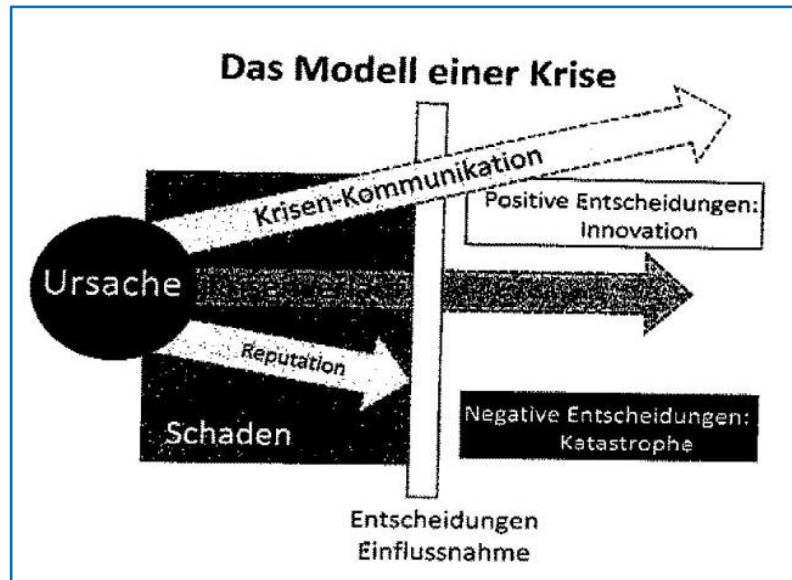 Das Modell einer Krise
Krisen-Kommunikation
Positive Entscheidungen:
Innovation
Ursache
Reputation
Schaden
Negative Entscheidungen:
Katastrophe
Entscheidungen
Einflussnahme